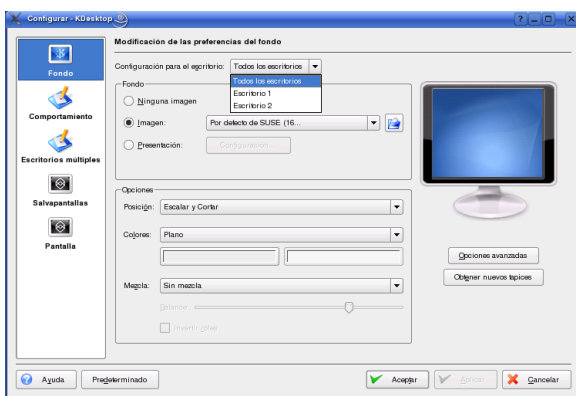 Configurar - KDesktop
Fondo
Comportamiento
Escritorios múltiples
Salvapantallas
Pantalla
Modificación de las preferencias del fondo
Configuración para el escritorio: Todos los escritorios
Todos los escritorios
Escritorio 1
Escritorio 2
Fondo
Ninguna imagen
Imagen: Por defecto de SUSE (16...
Presentación: Configuración...
Opciones
Posición: Escalar y Cortar
Colores: Plano
Mezcla: Sin mezcla
Balance:
Invertir roles
Opciones avanzadas
Obtener nuevos tapices
Ayuda Predeterminado Aceptar Aplicar Cancelar